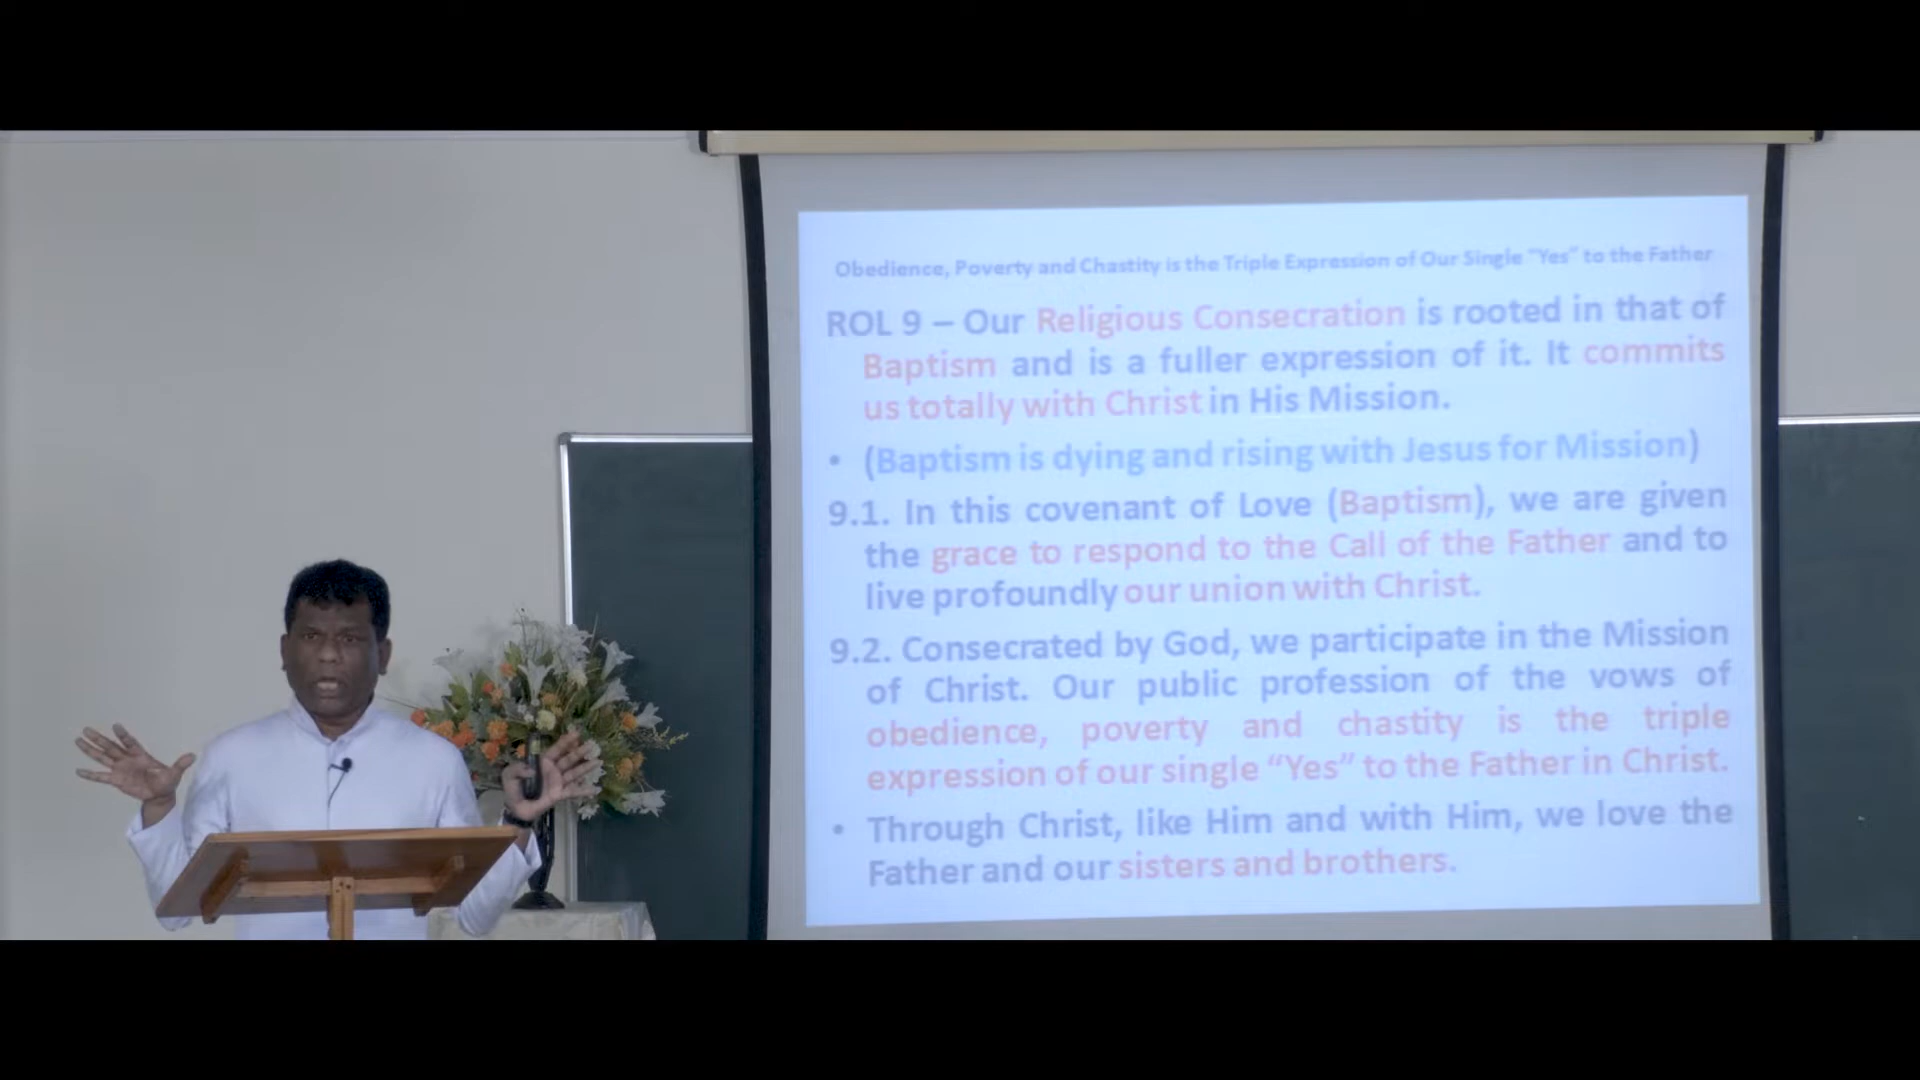 Obedience, Poverty and Chastity is the Triple Expression of Our Single “Yes” to the Father
ROL 9 – Our Religious Consecration is rooted in that of
Baptism and is a fuller expression of it. It commits
us totally with Christ in His Mission.
• (Baptism is dying and rising with Jesus for Mission)
9.1. In this covenant of Love (Baptism), we are given
the grace to respond to the Call of the Father and to
live profoundly our union with Christ.
9.2. Consecrated by God, we participate in the Mission
of Christ. Our public profession of the vows of
obedience, poverty and chastity is the triple
expression of our single “Yes” to the Father in Christ.
• Through Christ, like Him and with Him, we love the
Father and our sisters and brothers.